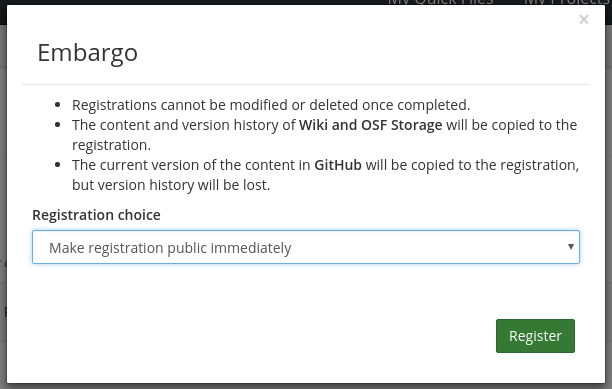 My Quick Files My Projects
×
Embargo
Registrations cannot be modified or deleted once completed.
The content and version history of Wiki and OSF Storage will be copied to the
registration.
The current version of the content in GitHub will be copied to the registration,
but version history will be lost.
Registration choice
Make registration public immediately
Register